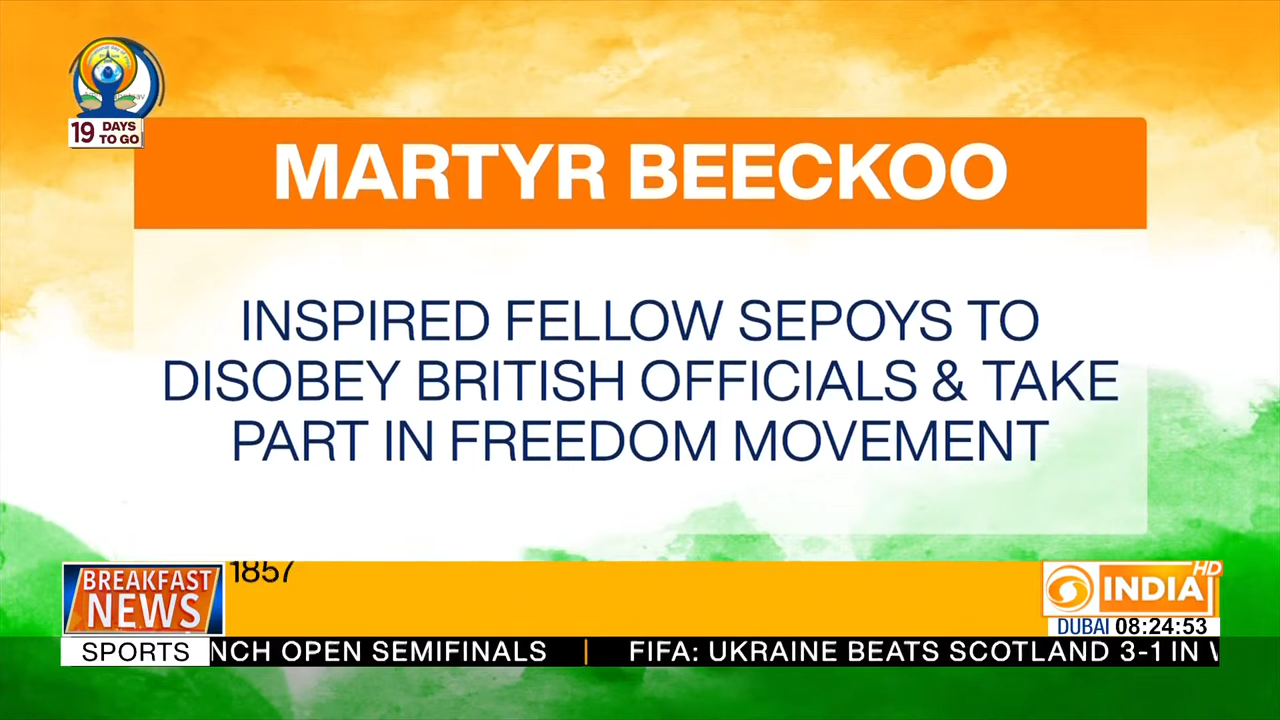 19 DAYS TO GO
MARTYR BEECKOO
INSPIRED FELLOW SEPOYS TO
DISOBEY BRITISH OFFICIALS & TAKE
PART IN FREEDOM MOVEMENT
1857
BREAKFAST
NEWS
INDIA HD
DUBAI 08:24:53
SPORTS NCH OPEN SEMIFINALS | FIFA: UKRAINE BEATS SCOTLAND 3-1 IN